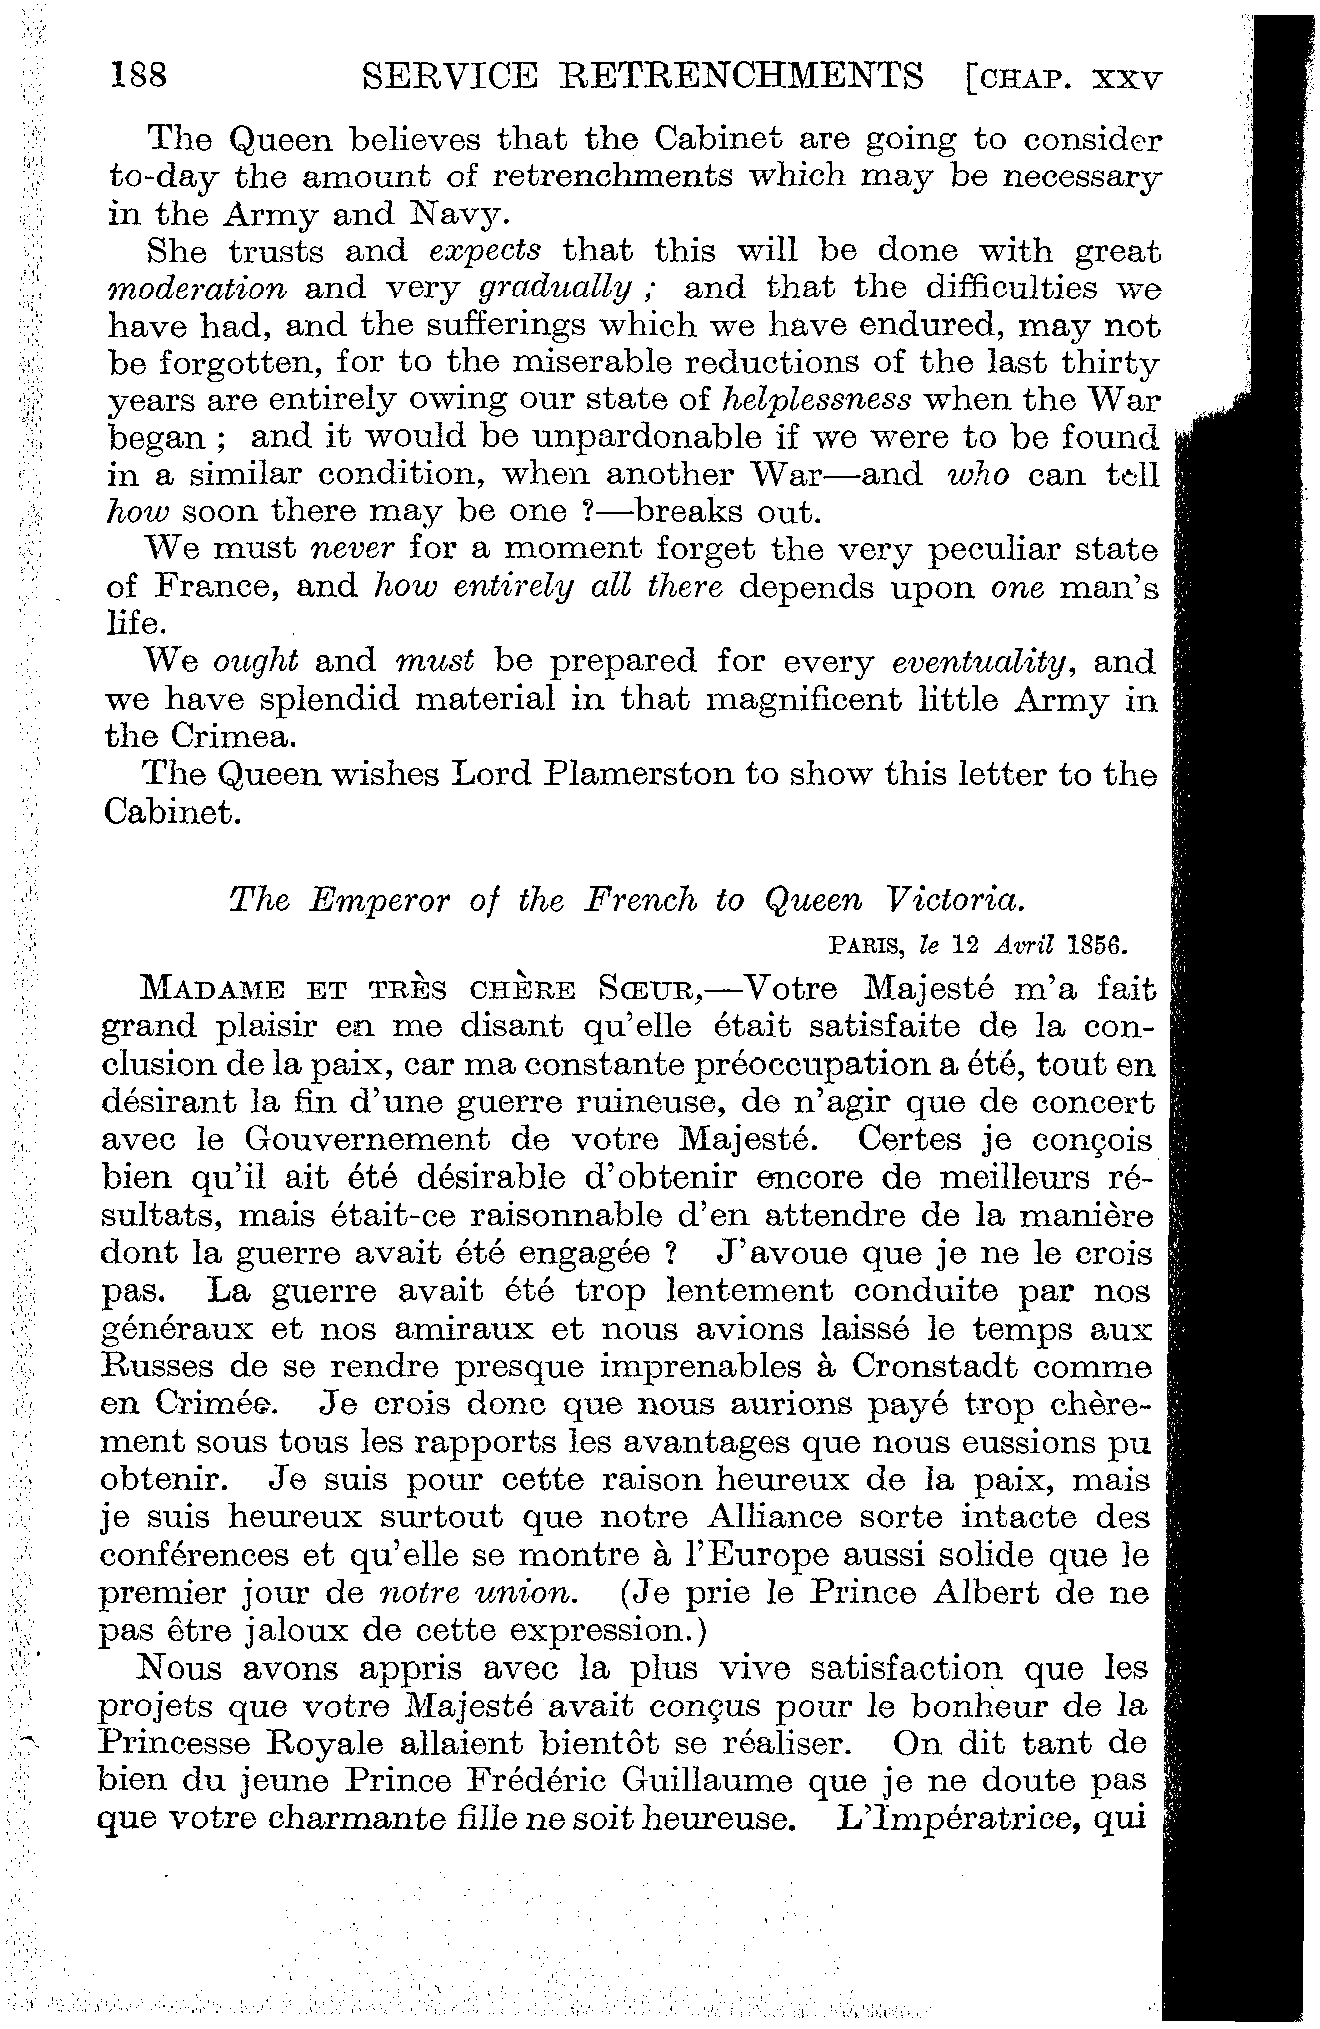 188 SERVICE RETRENCHMENTS [CHAP. XXV
The Queen believes that the Cabinet are going to consider
to-day the amount of retrenchments which may be necessary
in the Army and Navy.
She trusts and expects that this will be done with great
moderation and very gradually ; and that the difficulties we
have had, and the sufferings which we have endured, may not
be forgotten, for to the miserable reductions of the last thirty
years are entirely owing our state of helplessness when the War
began ; and it would be unpardonable if we were to be found
in a similar condition, when another War—and who can tell
how soon there may be one ?—breaks out.
We must never for a moment forget the very peculiar state
of France, and how entirely all there depends upon one man's
life.
We ought and must be prepared for every eventuality, and
we have splendid material in that magnificent little Army in
the Crimea.
The Queen wishes Lord Plamerston to show this letter to the
Cabinet.
The Emperor of the French to Queen Victoria.
PARIS, le 12 Avril 1856.
MADAME ET TRÈS CHÈRE SŒUR,—Votre Majesté m'a fait
grand plaisir en me disant qu'elle était satisfaite de la con-
clusion de la paix, car ma constante préoccupation a été, tout en
désirant la fin d'une guerre ruineuse, de n'agir que de concert
avec le Gouvernement de votre Majesté. Certes je conçois
bien qu'il ait été désirable d'obtenir encore de meilleurs ré-
sultats, mais était-ce raisonnable d'en attendre de la manière
dont la guerre avait été engagée ? J'avoue que je ne le crois
pas. La guerre avait été trop lentement conduite par nos
généraux et nos amiraux et nous avions laissé le temps aux
Russes de se rendre presque imprenables à Cronstadt comme
en Crimée. Je crois donc que nous aurions payé trop chère-
ment sous tous les rapports les avantages que nous eussions pu
obtenir. Je suis pour cette raison heureux de la paix, mais
je suis heureux surtout que notre Alliance sorte intacte des
conférences et qu'elle se montre à l'Europe aussi solide que le
premier jour de notre union. (Je prie le Prince Albert de ne
pas être jaloux de cette expression.)
Nous avons appris avec la plus vive satisfaction que les
projets que votre Majesté avait conçus pour le bonheur de la
Princesse Royale allaient bientôt se réaliser. On dit tant de
bien du jeune Prince Frédéric Guillaume que je ne doute pas
que votre charmante fille ne soit heureuse. L'Impératrice, qui